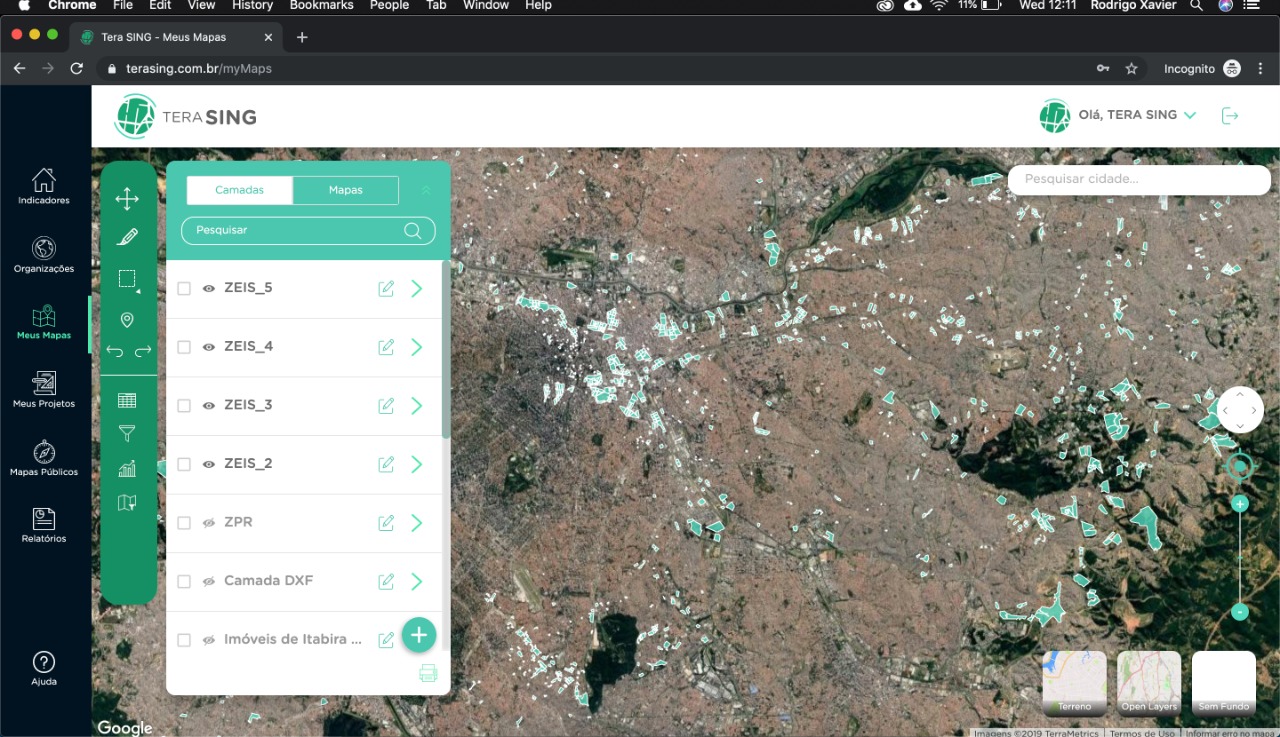 Chrome File Edit View History Bookmarks People Tab Window Help 11% Wed 12:11 Rodrigo Xavier
Tera SING - Meus Mapas
terasing.com.br/myMaps Incognito
TERA SING Olá, TERA SING
Indicadores
Organizações
Meus Mapas
Meus Projetos
Mapas Públicos
Relatórios
Ajuda
Camadas Mapas
Pesquisar
ZEIS_5
ZEIS_4
ZEIS_3
ZEIS_2
ZPR
Camada DXF
Imóveis de Itabira ...
Pesquisar cidade...
Terreno Open Layers Sem Fundo
Google
Imagens ©2019 TerraMetrics Termos de Uso Informar erro no mapa